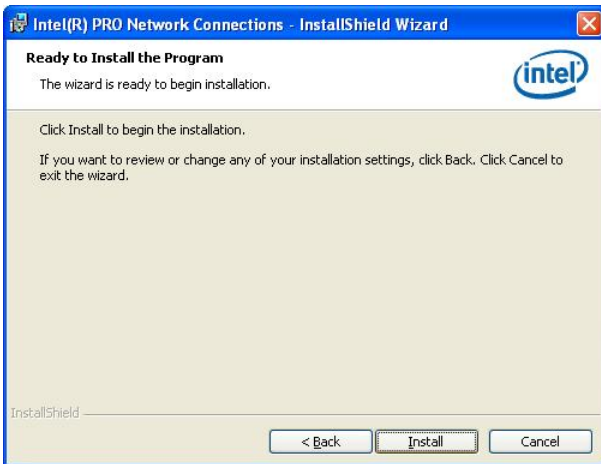 Intel(R) PRO Network Connections - InstallShield Wizard
Ready to Install the Program
The wizard is ready to begin installation.
intel
Click Install to begin the installation.
If you want to review or change any of your installation settings, click Back. Click Cancel to
exit the wizard.
InstallShield
< Back
Install
Cancel